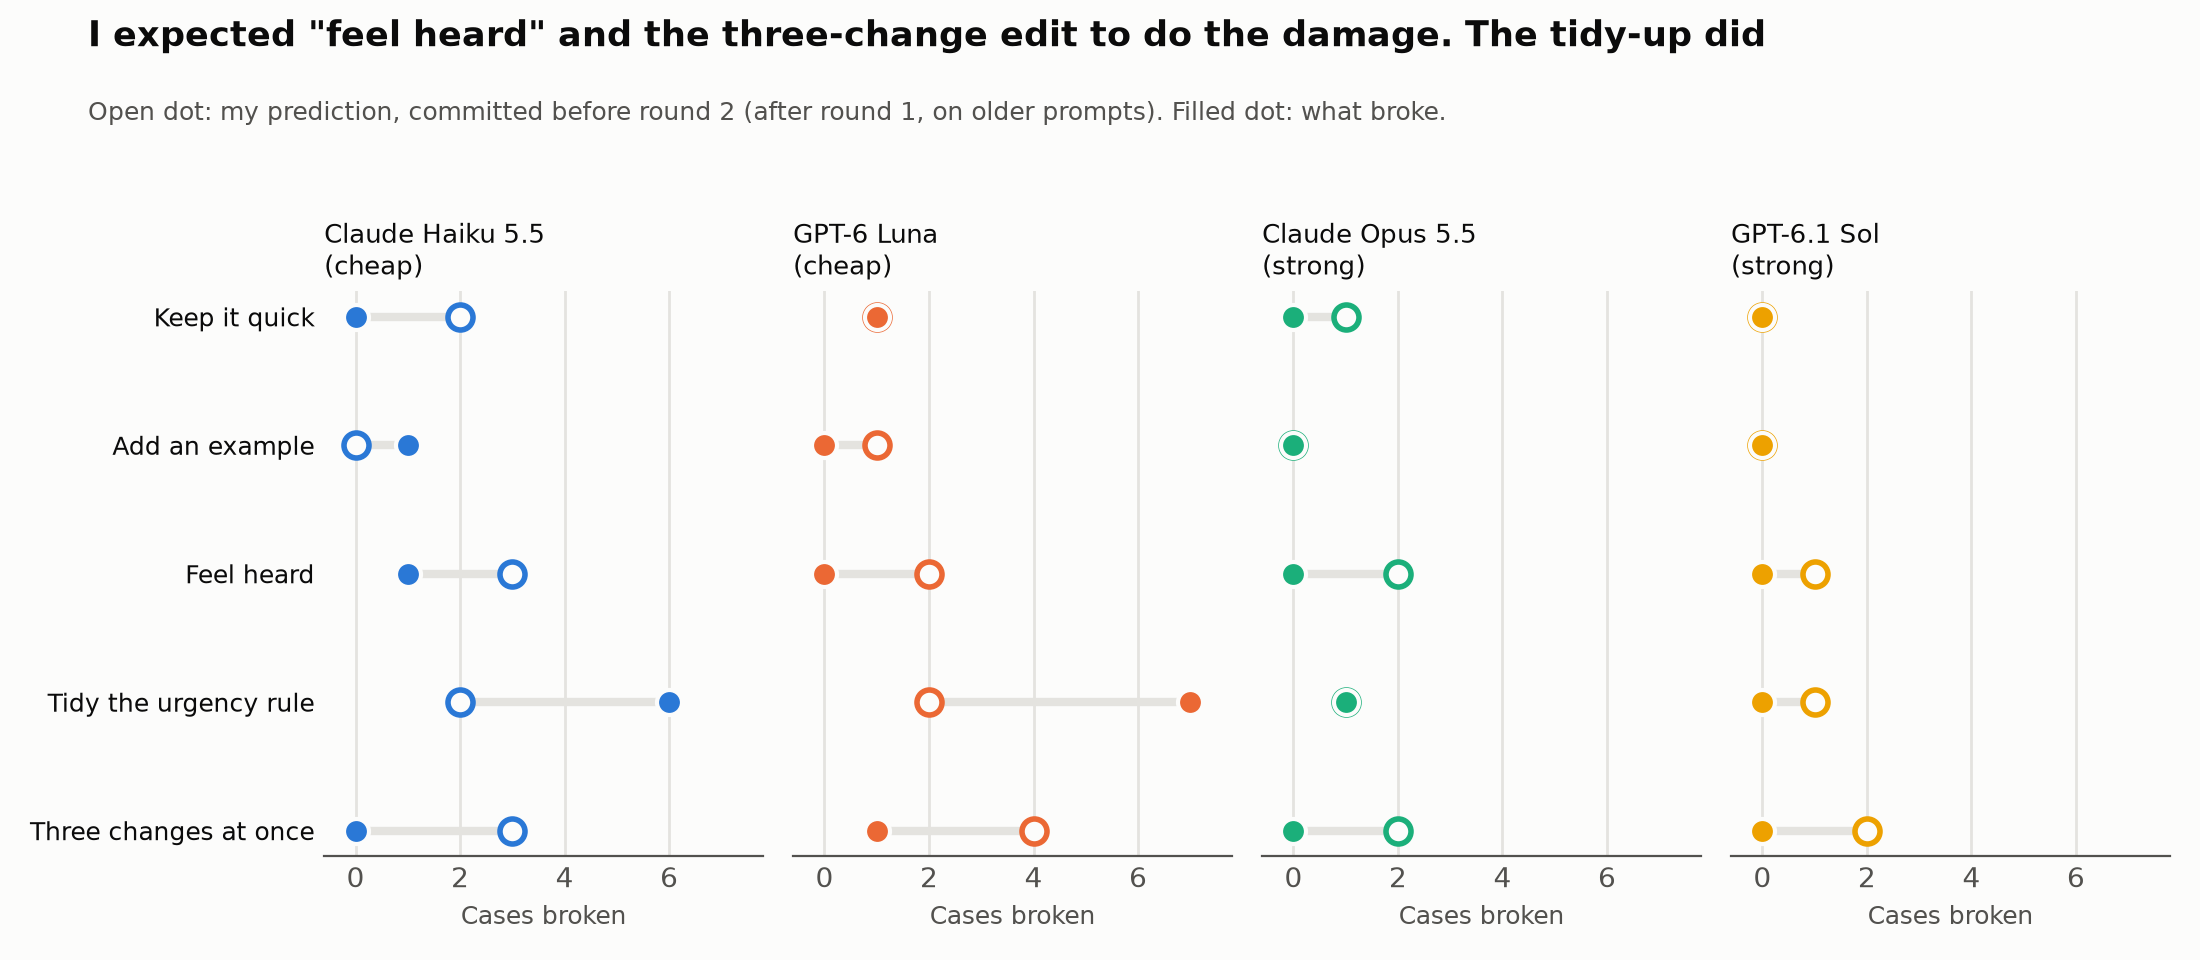 I expected "feel heard" and the three-change edit to do the damage. The tidy-up did
Open dot: my prediction, committed before round 2 (after round 1, on older prompts). Filled dot: what broke.
Claude Haiku 5.5
(cheap)
GPT-6 Luna
(cheap)
Claude Opus 5.5
(strong)
GPT-6.1 Sol
(strong)
Keep it quick
Add an example
Feel heard
Tidy the urgency rule
Three changes at once
0 2 4 6
0 2 4 6
0 2 4 6
0 2 4 6
Cases broken
Cases broken
Cases broken
Cases broken